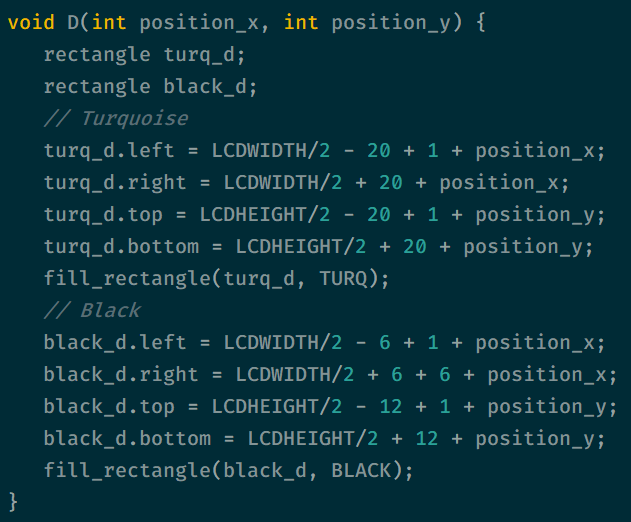 void D(int position_x, int position_y) {
   rectangle turq_d;
   rectangle black_d;
   // Turquoise
   turq_d.left = LCDWIDTH/2 - 20 + 1 + position_x;
   turq_d.right = LCDWIDTH/2 + 20 + position_x;
   turq_d.top = LCDHEIGHT/2 - 20 + 1 + position_y;
   turq_d.bottom = LCDHEIGHT/2 + 20 + position_y;
   fill_rectangle(turq_d, TURQ);
   // Black
   black_d.left = LCDWIDTH/2 - 6 + 1 + position_x;
   black_d.right = LCDWIDTH/2 + 6 + 6 + position_x;
   black_d.top = LCDHEIGHT/2 - 12 + 1 + position_y;
   black_d.bottom = LCDHEIGHT/2 + 12 + position_y;
   fill_rectangle(black_d, BLACK);
}